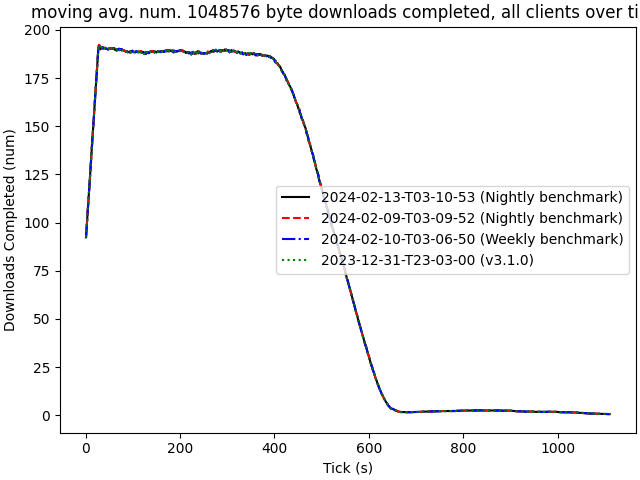 moving avg. num. 1048576 byte downloads completed, all clients over ti
200
175
150
125
100
75
50
25
0
Downloads Completed (num)
2024-02-13-T03-10-53 (Nightly benchmark)
2024-02-09-T03-09-52 (Nightly benchmark)
2024-02-10-T03-06-50 (Weekly benchmark)
2023-12-31-T23-03-00 (v3.1.0)
0 200 400 600 800 1000
Tick (s)